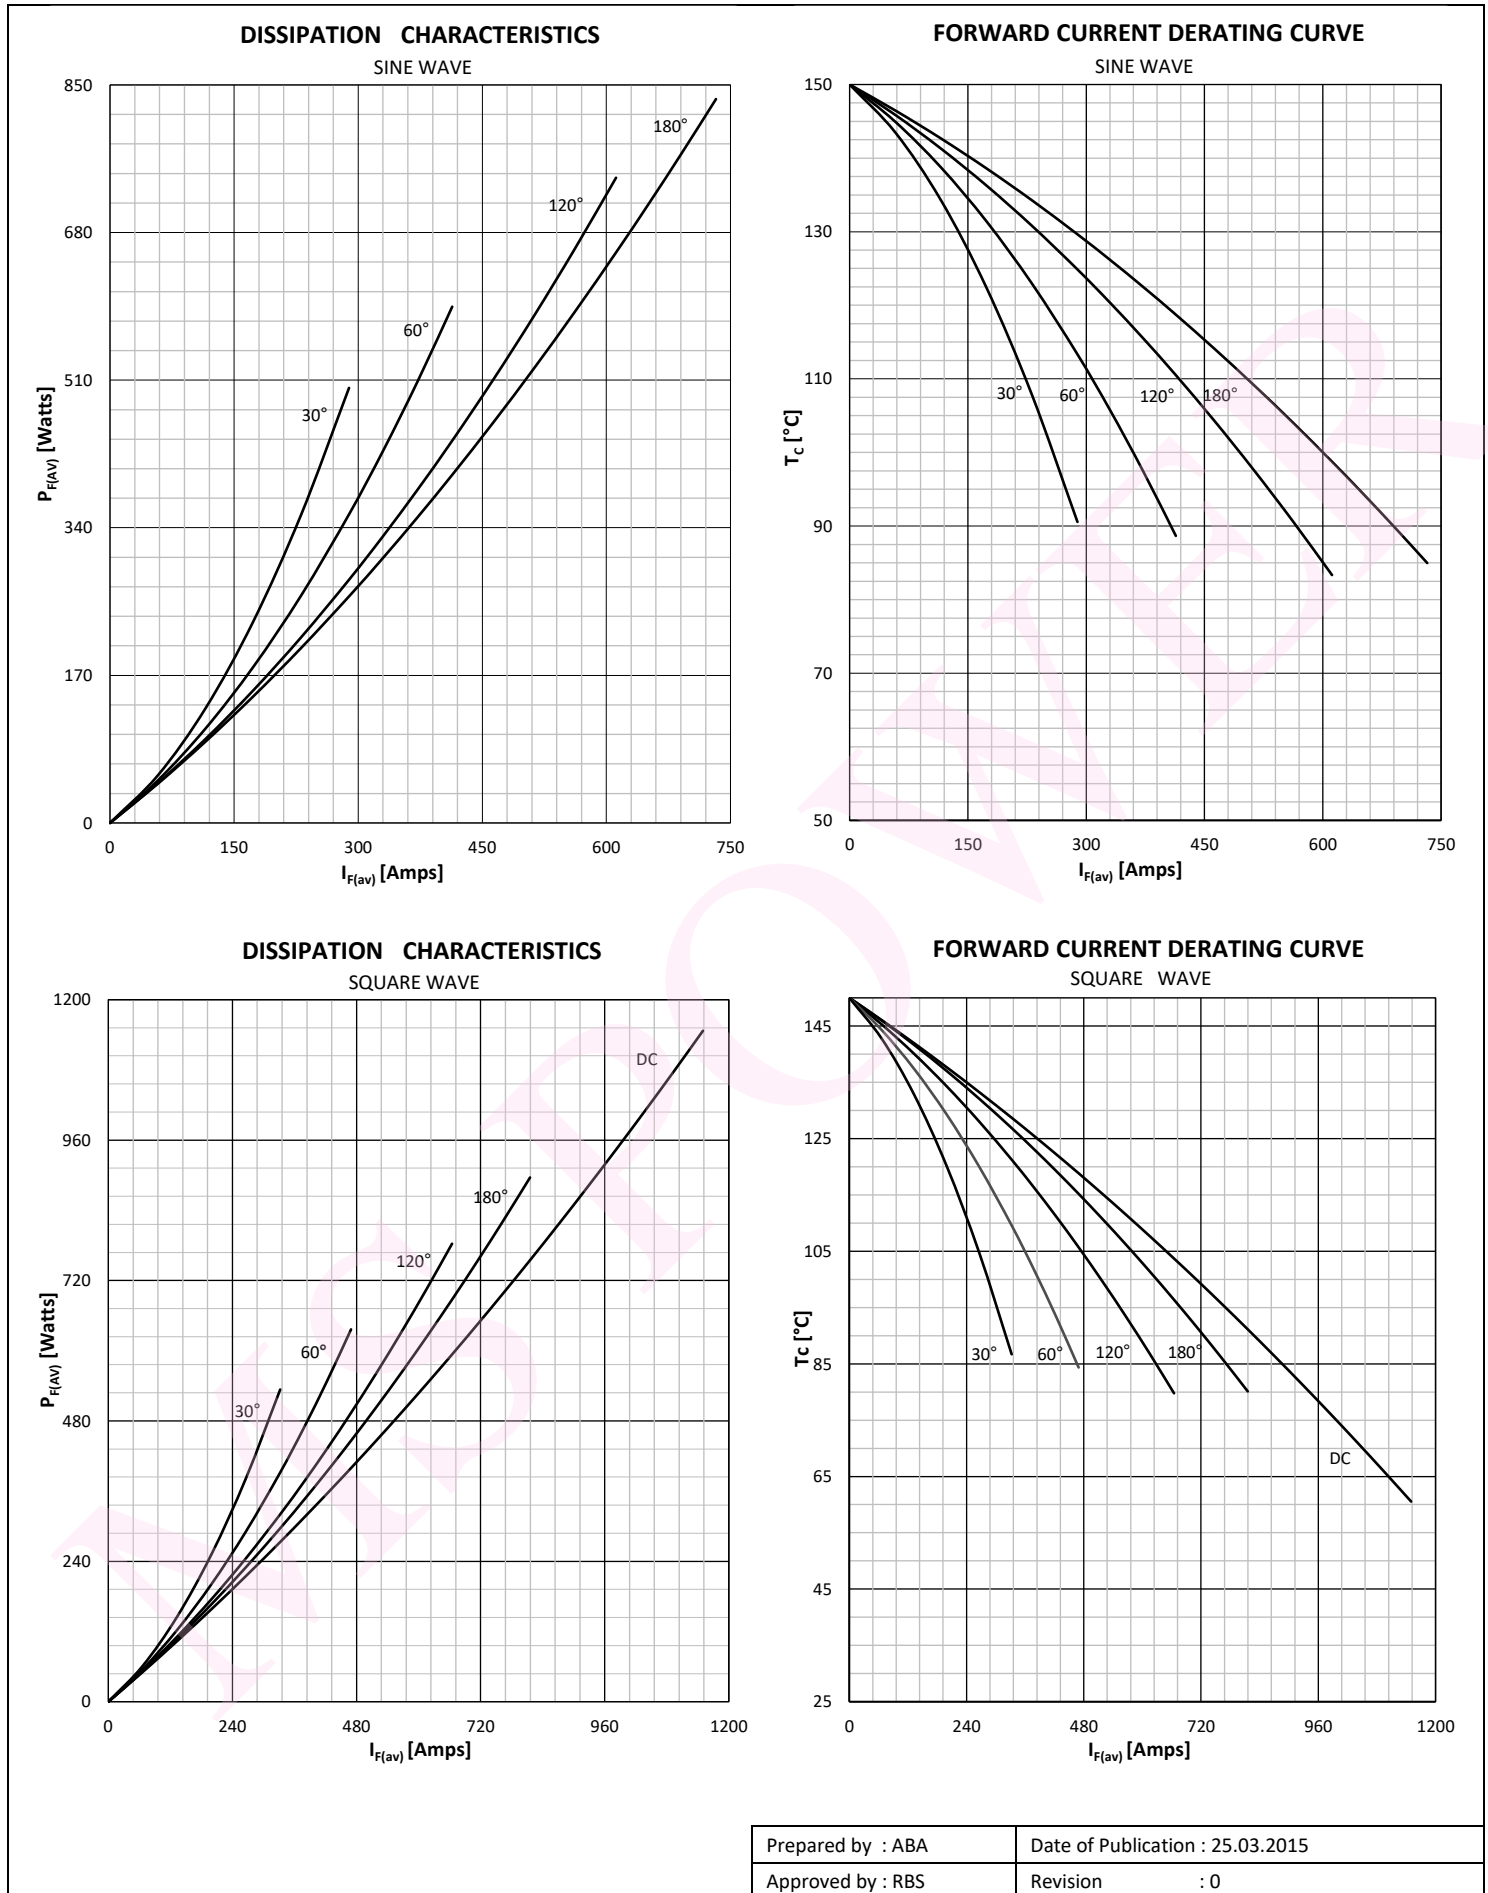 DISSIPATION CHARACTERISTICS
SINE WAVE
850
680
510
340
170
0
0 150 300 450 600 750
30°
60°
120°
180°
P_F(AV) [Watts]
I_F(av) [Amps]
FORWARD CURRENT DERATING CURVE
SINE WAVE
150
130
110
90
70
50
0 150 300 450 600 750
30° 60° 120° 180°
T_C [°C]
I_F(av) [Amps]
DISSIPATION CHARACTERISTICS
SQUARE WAVE
1200
960
720
480
240
0
0 240 480 720 960 1200
30°
60°
120°
180°
DC
P_F(AV) [Watts]
I_F(av) [Amps]
FORWARD CURRENT DERATING CURVE
SQUARE WAVE
145
125
105
85
65
45
25
0 240 480 720 960 1200
30° 60° 120° 180°
DC
Tc [°C]
I_F(av) [Amps]
MS POWER
Prepared by : ABA
Date of Publication : 25.03.2015
Approved by : RBS
Revision : 0